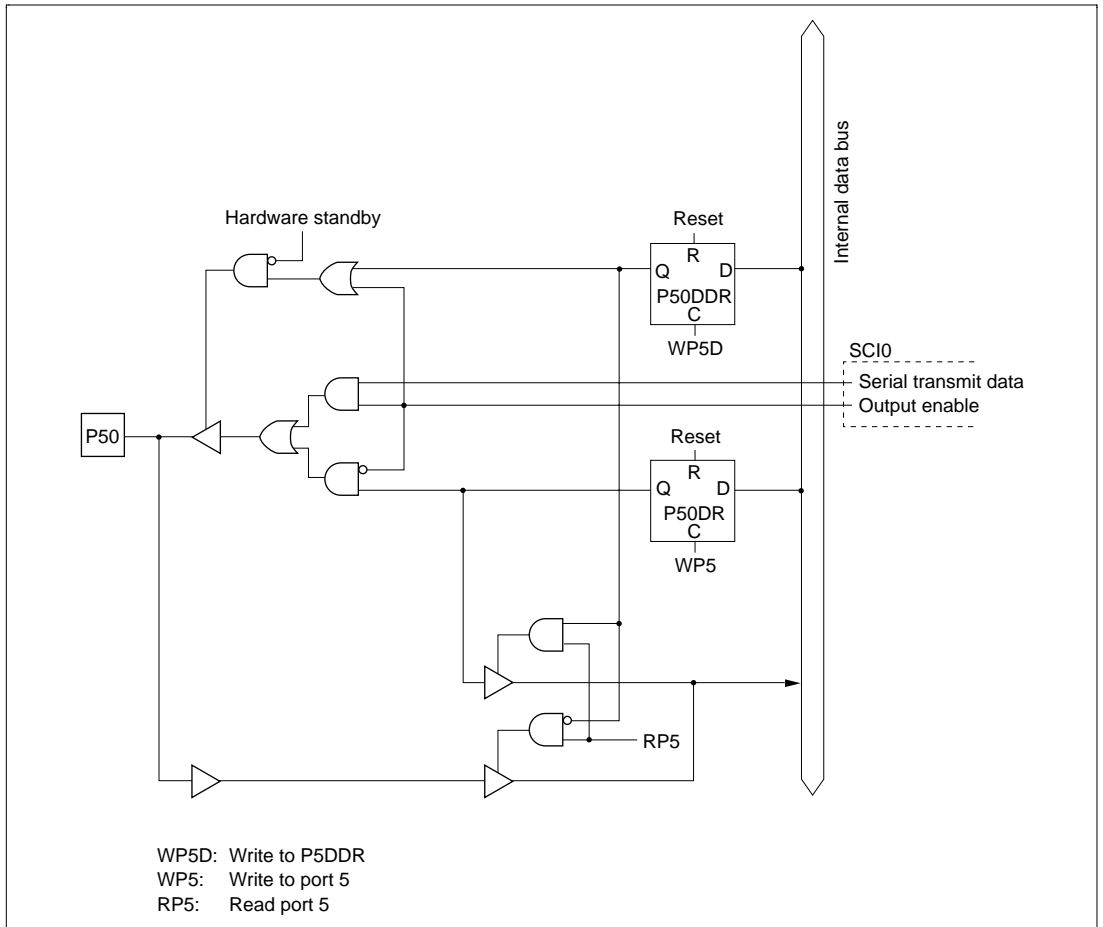 Hardware standby
Reset
R
Q D
P50DDR
C
WP5D
Internal data bus
SCI0
Serial transmit data
Output enable
P50
Reset
R
Q D
P50DR
C
WP5
RP5
WP5D: Write to P5DDR
WP5: Write to port 5
RP5: Read port 5